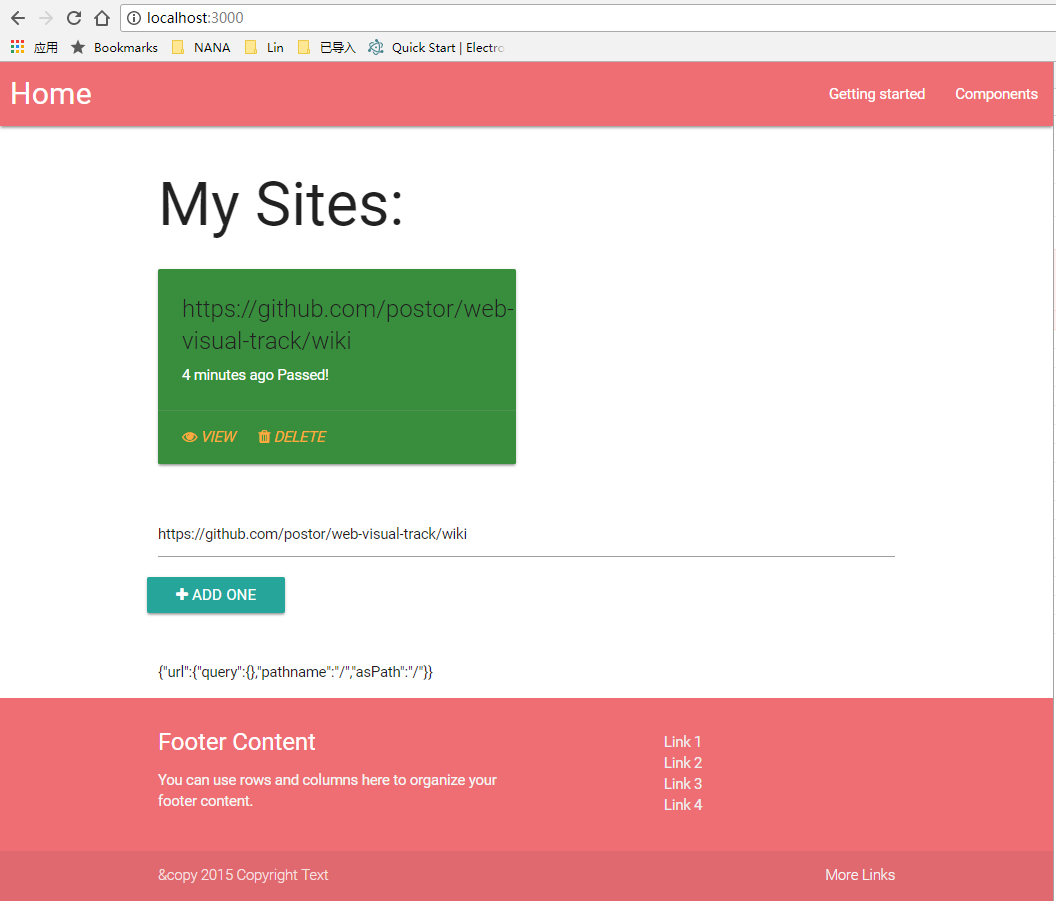 localhost:3000
应用 Bookmarks NANA Lin 已导入 Quick Start | Electro
Home Getting started Components
My Sites:
https://github.com/postor/web-
visual-track/wiki
4 minutes ago Passed!
VIEW DELETE
https://github.com/postor/web-visual-track/wiki
ADD ONE
{"url":{"query":{},"pathname":"/","asPath":"/"}}
Footer Content
You can use rows and columns here to organize your
footer content.
Link 1
Link 2
Link 3
Link 4
&copy 2015 Copyright Text More Links